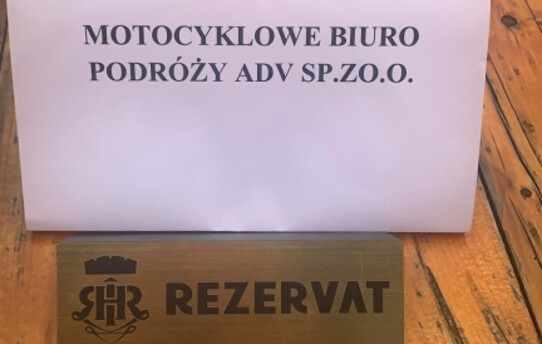 MOTOCYKLOWE BIURO
PODRÓŻY ADV SP.ZO.O.
REZERVAT